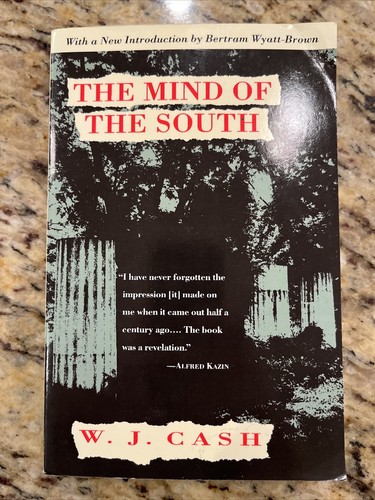 With a New Introduction by Bertram Wyatt-Brown
THE MIND OF
THE SOUTH
"I have never forgotten the
impression [it] made on
me when it came out half a
century ago.... The book
was a revelation."
—ALFRED KAZIN
W. J. CASH